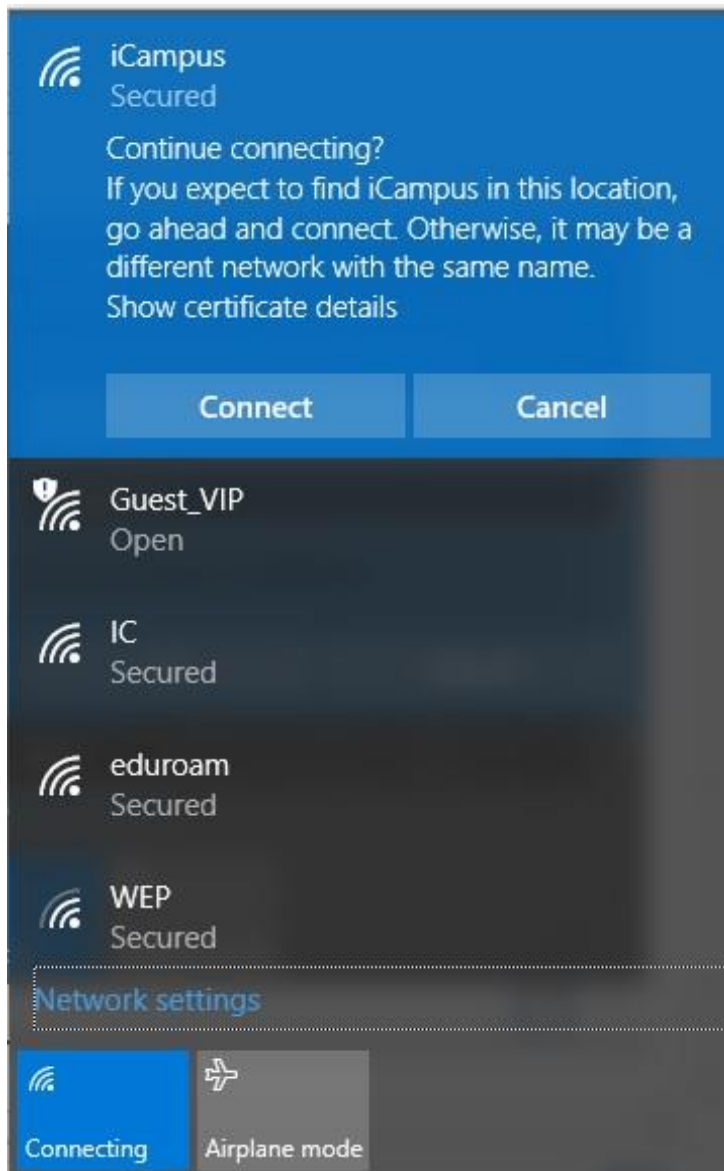 iCampus
Secured
Continue connecting?
If you expect to find iCampus in this location,
go ahead and connect. Otherwise, it may be a
different network with the same name.
Show certificate details
Connect
Cancel
Guest_VIP
Open
IC
Secured
eduroam
Secured
WEP
Secured
Network settings
Connecting
Airplane mode